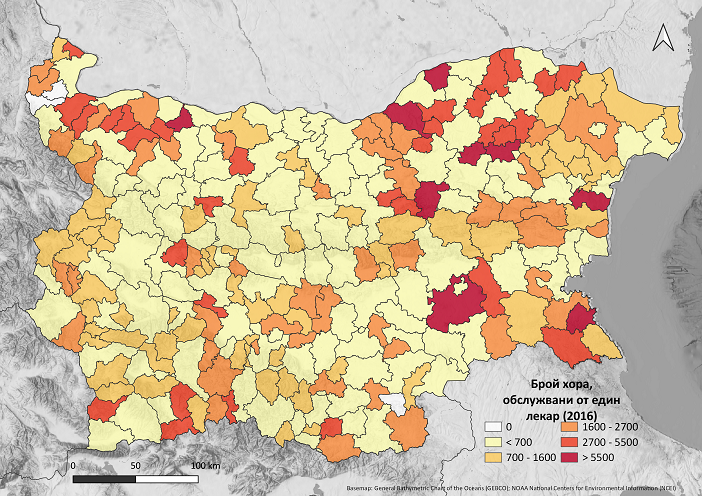 Брой хора,
обслужвани от един
лекар (2016)
0
< 700
700 - 1600
1600 - 2700
2700 - 5500
> 5500
0 50 100 km
Basemap: General Bathymetric Chart of the Oceans (GEBCO); NOAA National Centers for Environmental Information (NCEI)